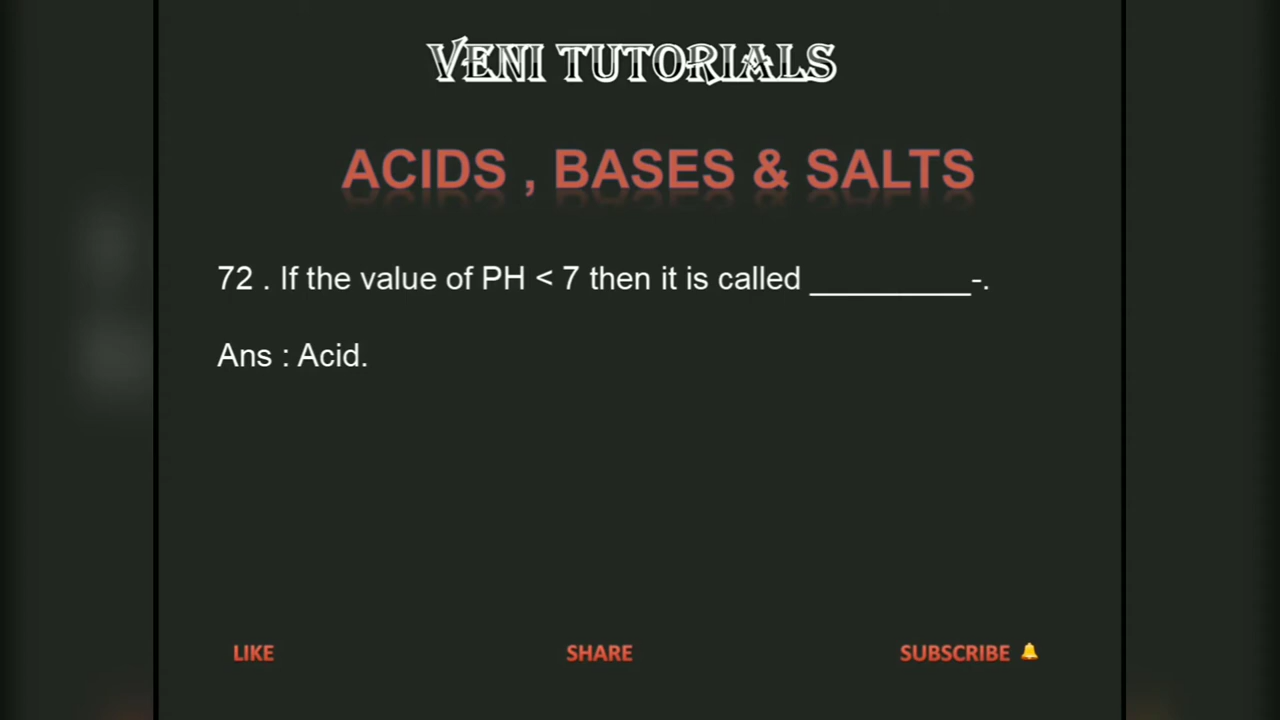 VENI TUTORIALS
ACIDS , BASES & SALTS
72 . If the value of PH < 7 then it is called __________-.
Ans : Acid.
LIKE SHARE SUBSCRIBE 🔔